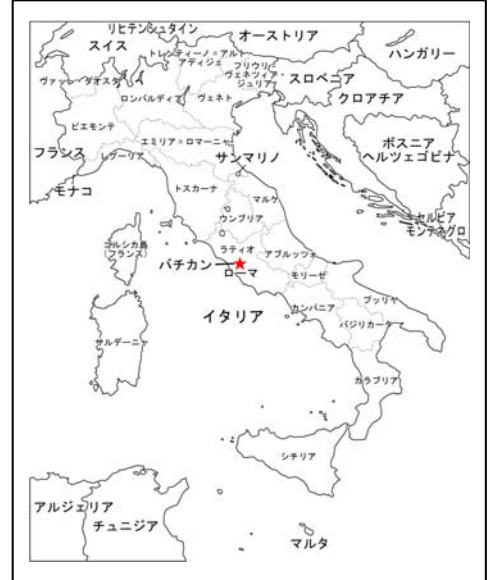 リヒテンシュタイン
オーストリア
スイス
ハンガリー
トレンティーノ=アルト
アディジェ
フリウリ
ヴェネツィア
ジュリア
スロベニア
ヴァッレ・ダオスタ
ロンバルディア
ヴェネト
クロアチア
ピエモンテ
エミリア=ロマーニャ
ボスニア
ヘルツェゴビナ
フランス
リグーリア
サンマリノ
モナコ
トスカーナ
マルケ
ウンブリア
セルビア
モンテネグロ
コルシカ島
(フランス)
ラティオ
アブルッツォ
バチカン
ローマ
モリーゼ
カンパニア
プッリャ
イタリア
バジリカータ
サルデーニャ
カラブリア
シチリア
アルジェリア
チュニジア
マルタ